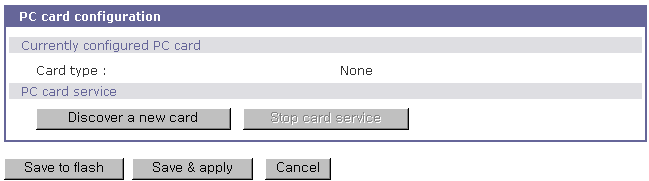 PC card configuration
Currently configured PC card
Card type : None
PC card service
Discover a new card Stop card service
Save to flash Save & apply Cancel